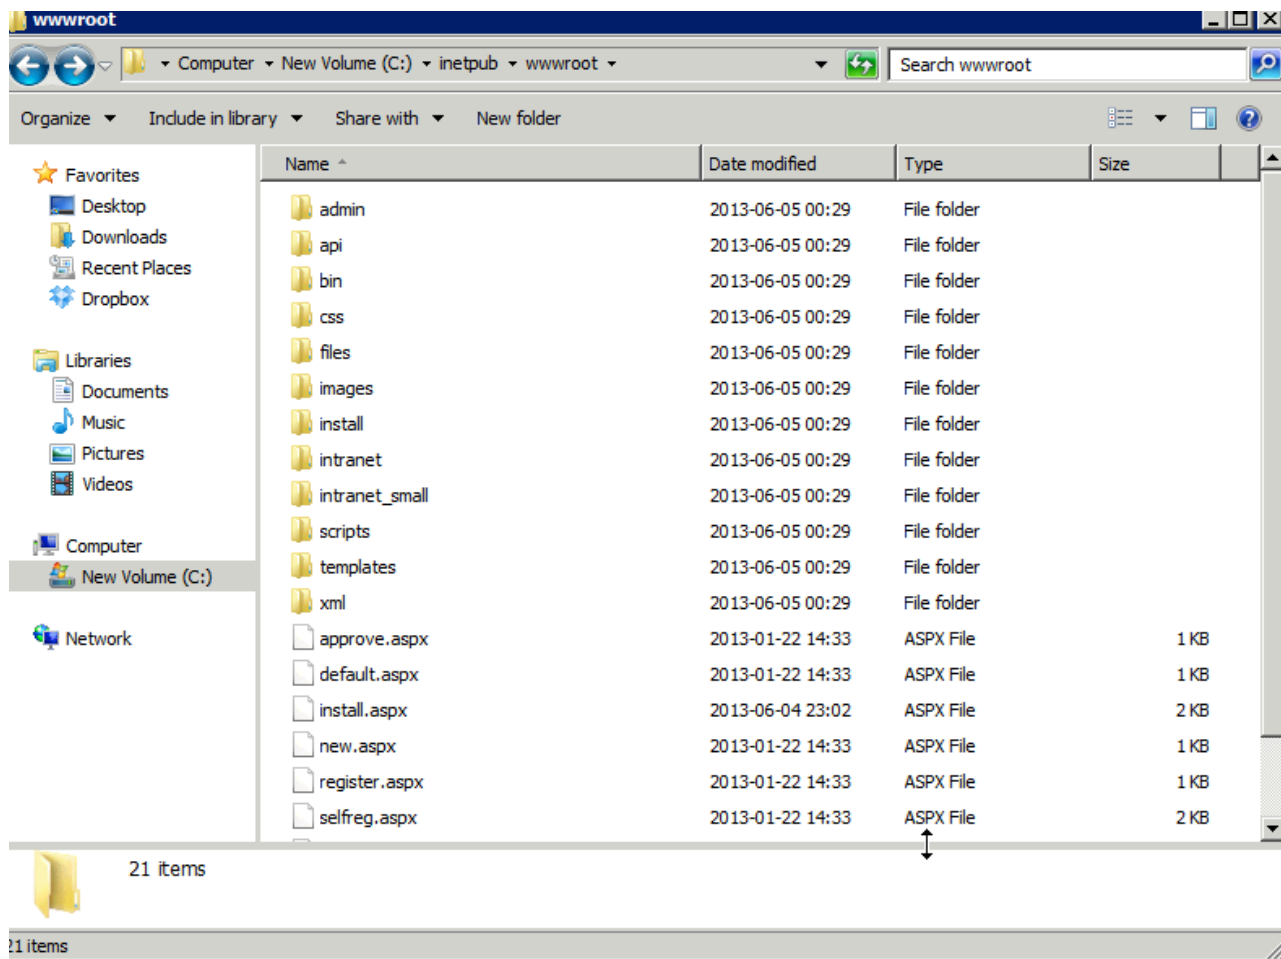 wwwroot
Computer New Volume (C:) inetpub wwwroot Search wwwroot
Organize Include in library Share with New folder
Name Date modified Type Size
Favorites
Desktop
Downloads
Recent Places
Dropbox
Libraries
Documents
Music
Pictures
Videos
Computer
New Volume (C:)
Network
admin 2013-06-05 00:29 File folder
api 2013-06-05 00:29 File folder
bin 2013-06-05 00:29 File folder
css 2013-06-05 00:29 File folder
files 2013-06-05 00:29 File folder
images 2013-06-05 00:29 File folder
install 2013-06-05 00:29 File folder
intranet 2013-06-05 00:29 File folder
intranet_small 2013-06-05 00:29 File folder
scripts 2013-06-05 00:29 File folder
templates 2013-06-05 00:29 File folder
xml 2013-06-05 00:29 File folder
approve.aspx 2013-01-22 14:33 ASPX File 1 KB
default.aspx 2013-01-22 14:33 ASPX File 1 KB
install.aspx 2013-06-04 23:02 ASPX File 2 KB
new.aspx 2013-01-22 14:33 ASPX File 1 KB
register.aspx 2013-01-22 14:33 ASPX File 1 KB
selfreg.aspx 2013-01-22 14:33 ASPX File 2 KB
21 items
21 items